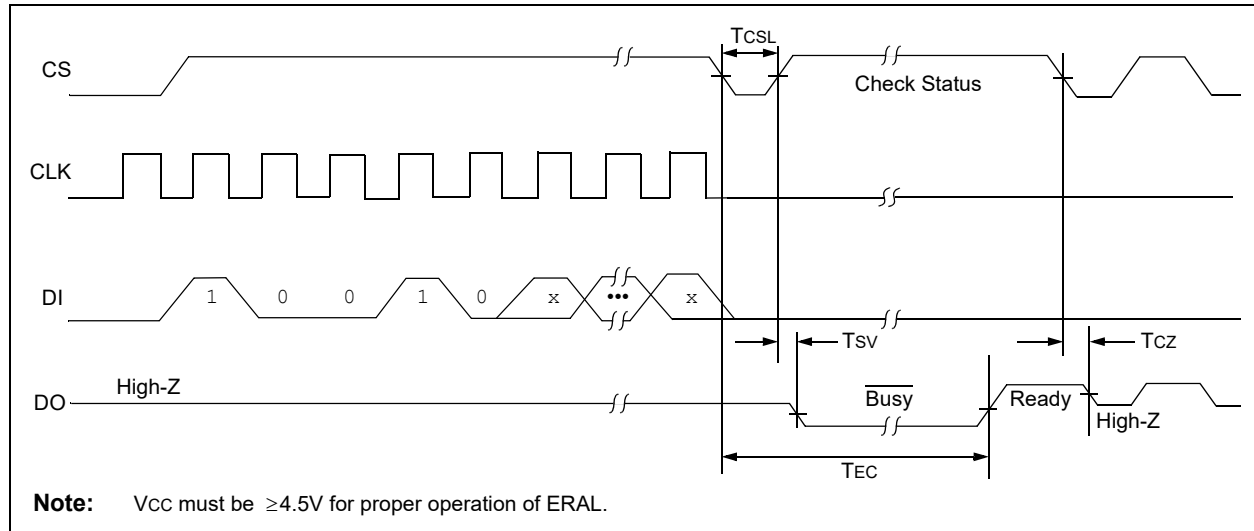 TCSL
CS
Check Status
CLK
DI
1 0 0 1 0 x ••• x
TSV
TCZ
High-Z
DO
Busy
Ready
High-Z
TEC
Note: VCC must be ≥4.5V for proper operation of ERAL.